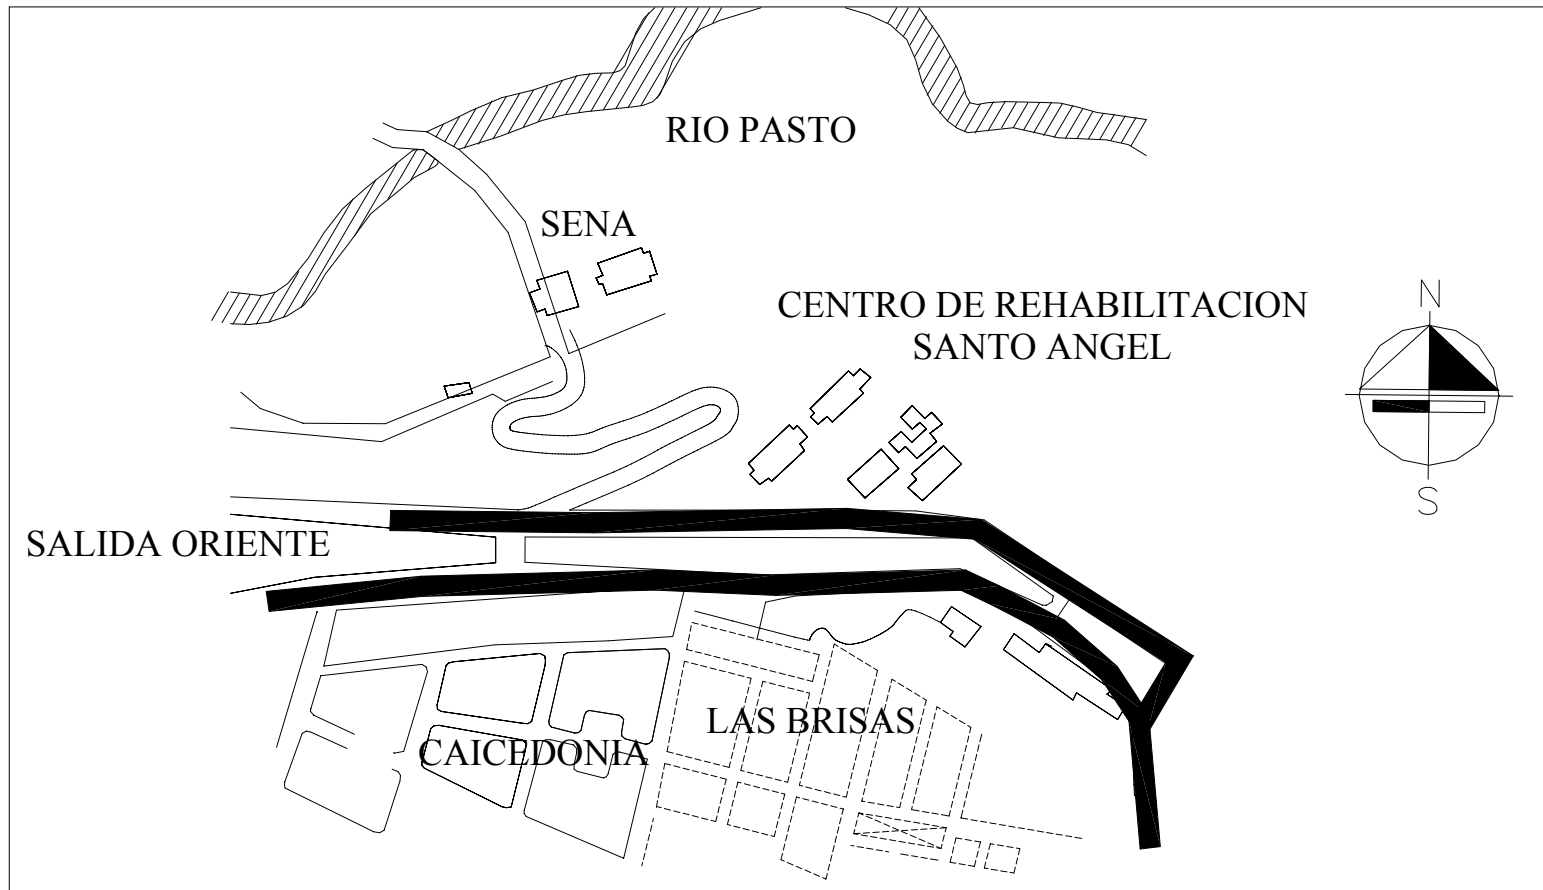 RIO PASTO
SENA
CENTRO DE REHABILITACION
SANTO ANGEL
N
S
SALIDA ORIENTE
LAS BRISAS
CAICEDONIA